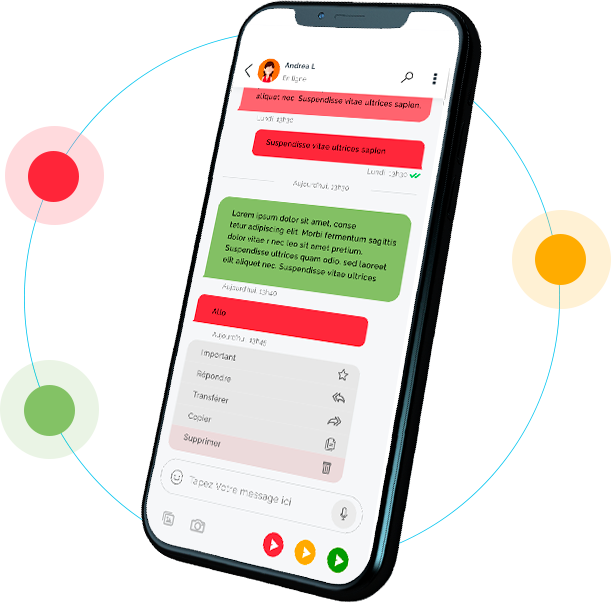 Andrea L
En ligne
aliquet nec. Suspendisse vitae ultrices sapien.
Lundi, 13h30
Suspendisse vitae ultrices sapien
Lundi, 13h30
Aujourd'hui, 13h30
Lorem ipsum dolor sit amet, conse
tetur adipiscing elit. Morbi fermentum sagittis
dolor vitae r nec leo sit amet pretium.
Suspendisse ultrices quam odio, sed laoreet
elit aliquet nec. Suspendisse vitae ultrices
Aujourd'hui, 13h40
Allo
Aujourd'hui, 13h45
Important
Répondre
Transférer
Copier
Supprimer
Tapez Votre message ici